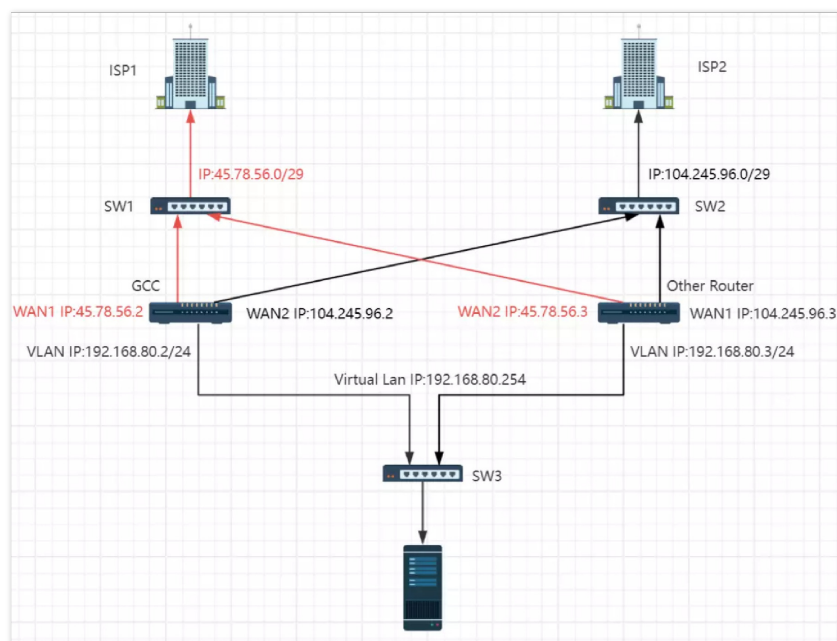 ISP1
ISP2
IP:45.78.56.0/29
IP:104.245.96.0/29
SW1
SW2
GCC
Other Router
WAN1 IP:45.78.56.2
WAN2 IP:104.245.96.2
WAN2 IP:45.78.56.3
WAN1 IP:104.245.96.3
VLAN IP:192.168.80.2/24
VLAN IP:192.168.80.3/24
Virtual Lan IP:192.168.80.254
SW3